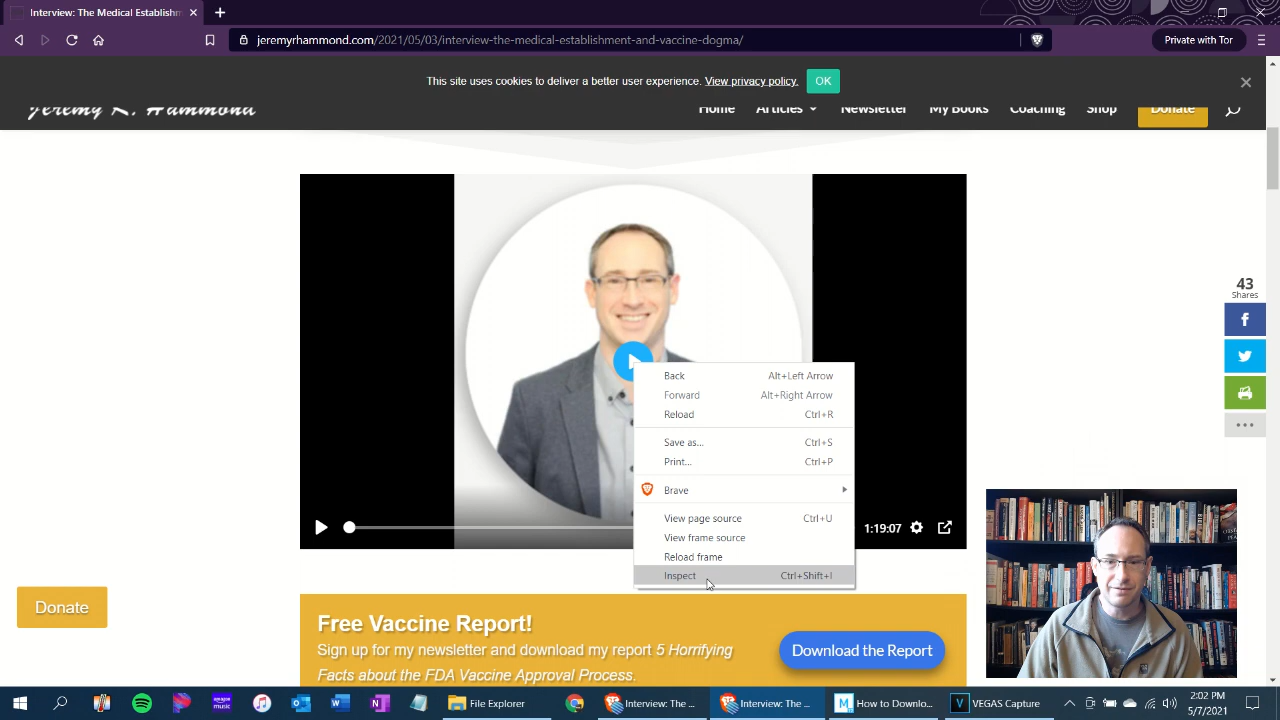 Interview: The Medical Establishm
jeremyrhammond.com/2021/05/03/interview-the-medical-establishment-and-vaccine-dogma/
Private with Tor
This site uses cookies to deliver a better user experience. View privacy policy. OK
Jeremy R. Hammond
Home Articles Newsletter My Books Coaching Shop Donate
43
Shares
Back Alt+Left Arrow
Forward Alt+Right Arrow
Reload Ctrl+R
Save as... Ctrl+S
Print... Ctrl+P
Brave
View page source Ctrl+U
View frame source
Reload frame
Inspect Ctrl+Shift+I
1:19:07
Donate
Free Vaccine Report!
Sign up for my newsletter and download my report 5 Horrifying
Facts about the FDA Vaccine Approval Process.
Download the Report
File Explorer
Interview: The ...
Interview: The ...
How to Downlo...
VEGAS Capture
2:02 PM
5/7/2021